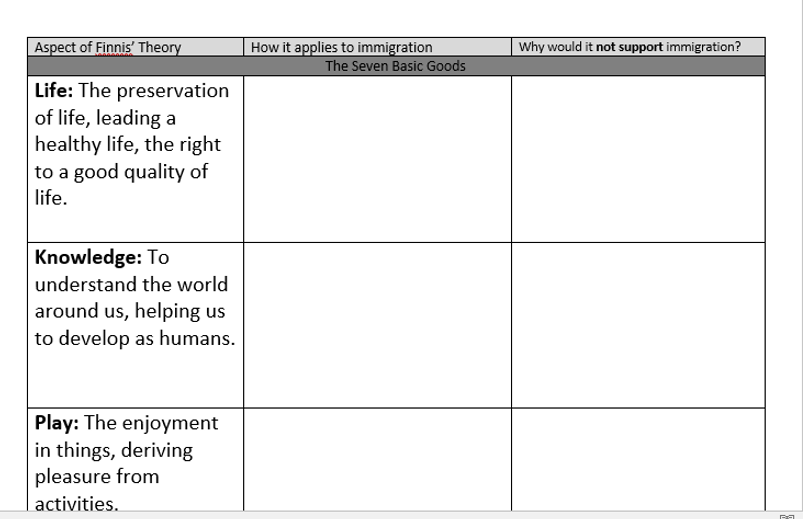 Aspect of Finnis' Theory
How it applies to immigration
Why would it not support immigration?
The Seven Basic Goods
Life: The preservation
of life, leading a
healthy life, the right
to a good quality of
life.
Knowledge: To
understand the world
around us, helping us
to develop as humans.
Play: The enjoyment
in things, deriving
pleasure from
activities.